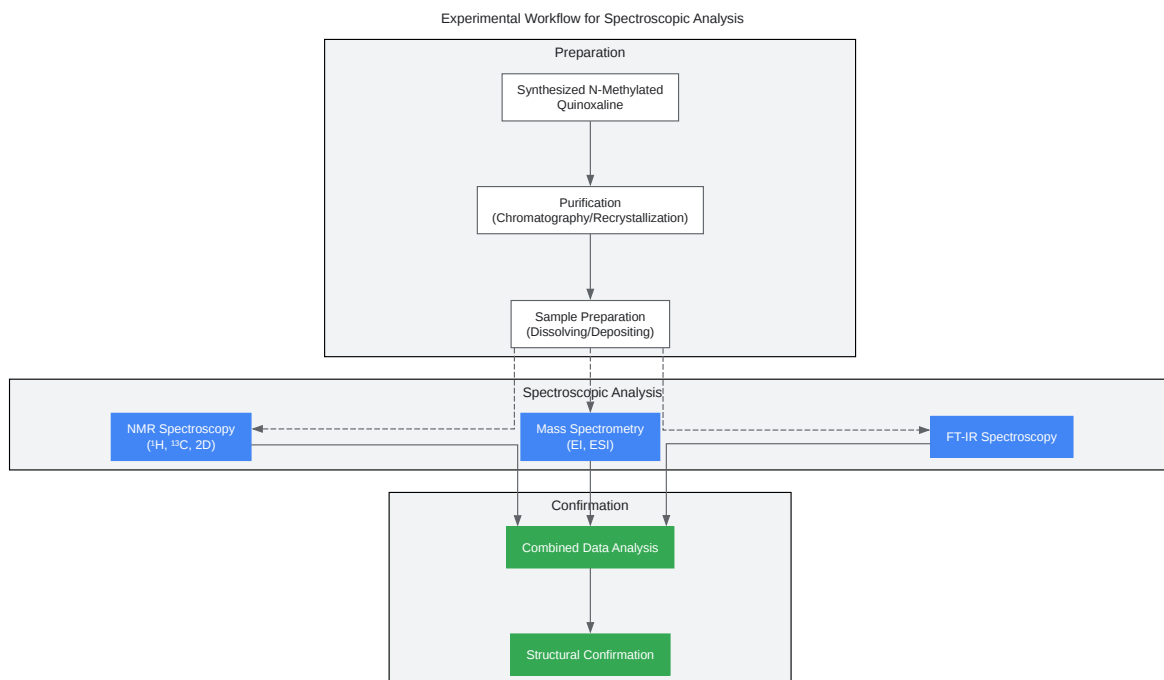 Experimental Workflow for Spectroscopic Analysis
Preparation
Synthesized N-Methylated
Quinoxaline
Purification
(Chromatography/Recrystallization)
Sample Preparation
(Dissolving/Depositing)
Spectroscopic Analysis
NMR Spectroscopy
(¹H, ¹³C, 2D)
Mass Spectrometry
(EI, ESI)
FT-IR Spectroscopy
Confirmation
Combined Data Analysis
Structural Confirmation